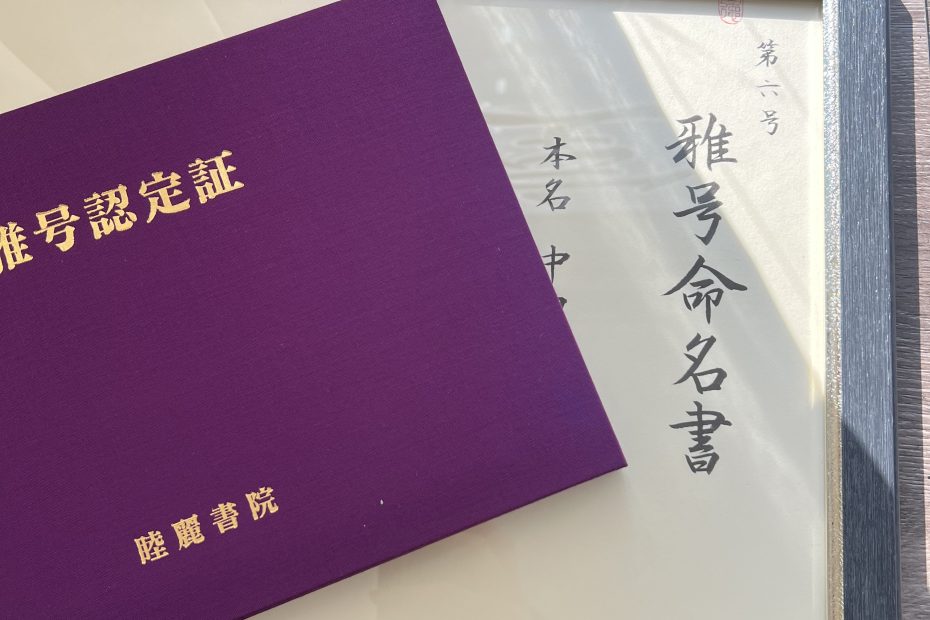 雅号認定証
睦麗書院
第六号
雅号命名書
本名 中